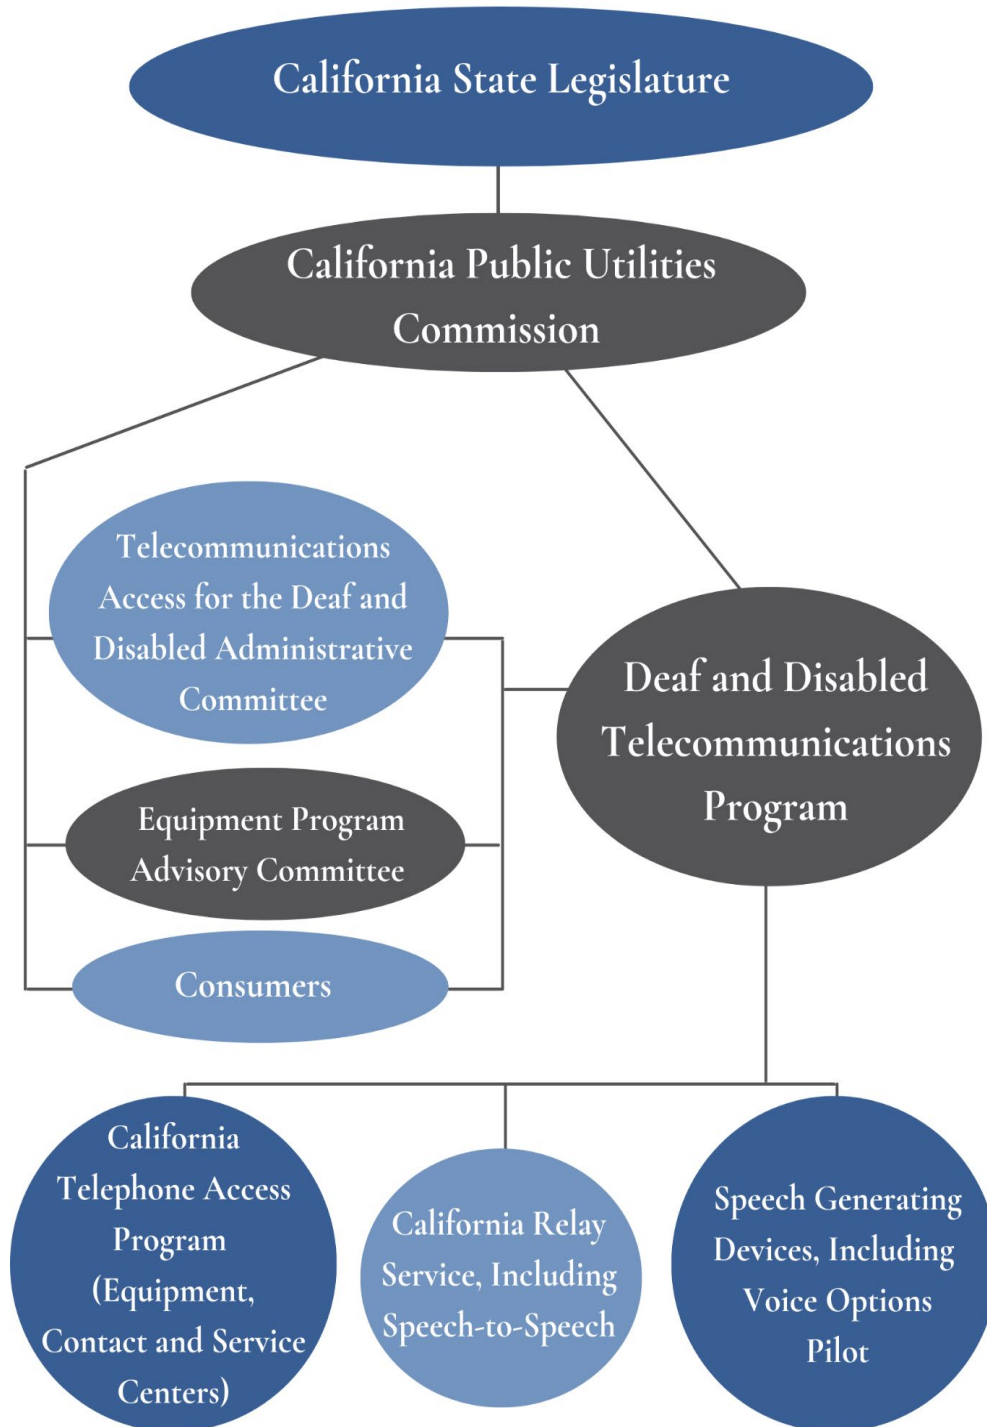 California State Legislature
California Public Utilities
Commission
Telecommunications
Access for the Deaf and
Disabled Administrative
Committee
Deaf and Disabled
Telecommunications
Program
Equipment Program
Advisory Committee
Consumers
California
Telephone Access
Program
(Equipment,
Contact and Service
Centers)
California Relay
Service, Including
Speech-to-Speech
Speech Generating
Devices, Including
Voice Options
Pilot